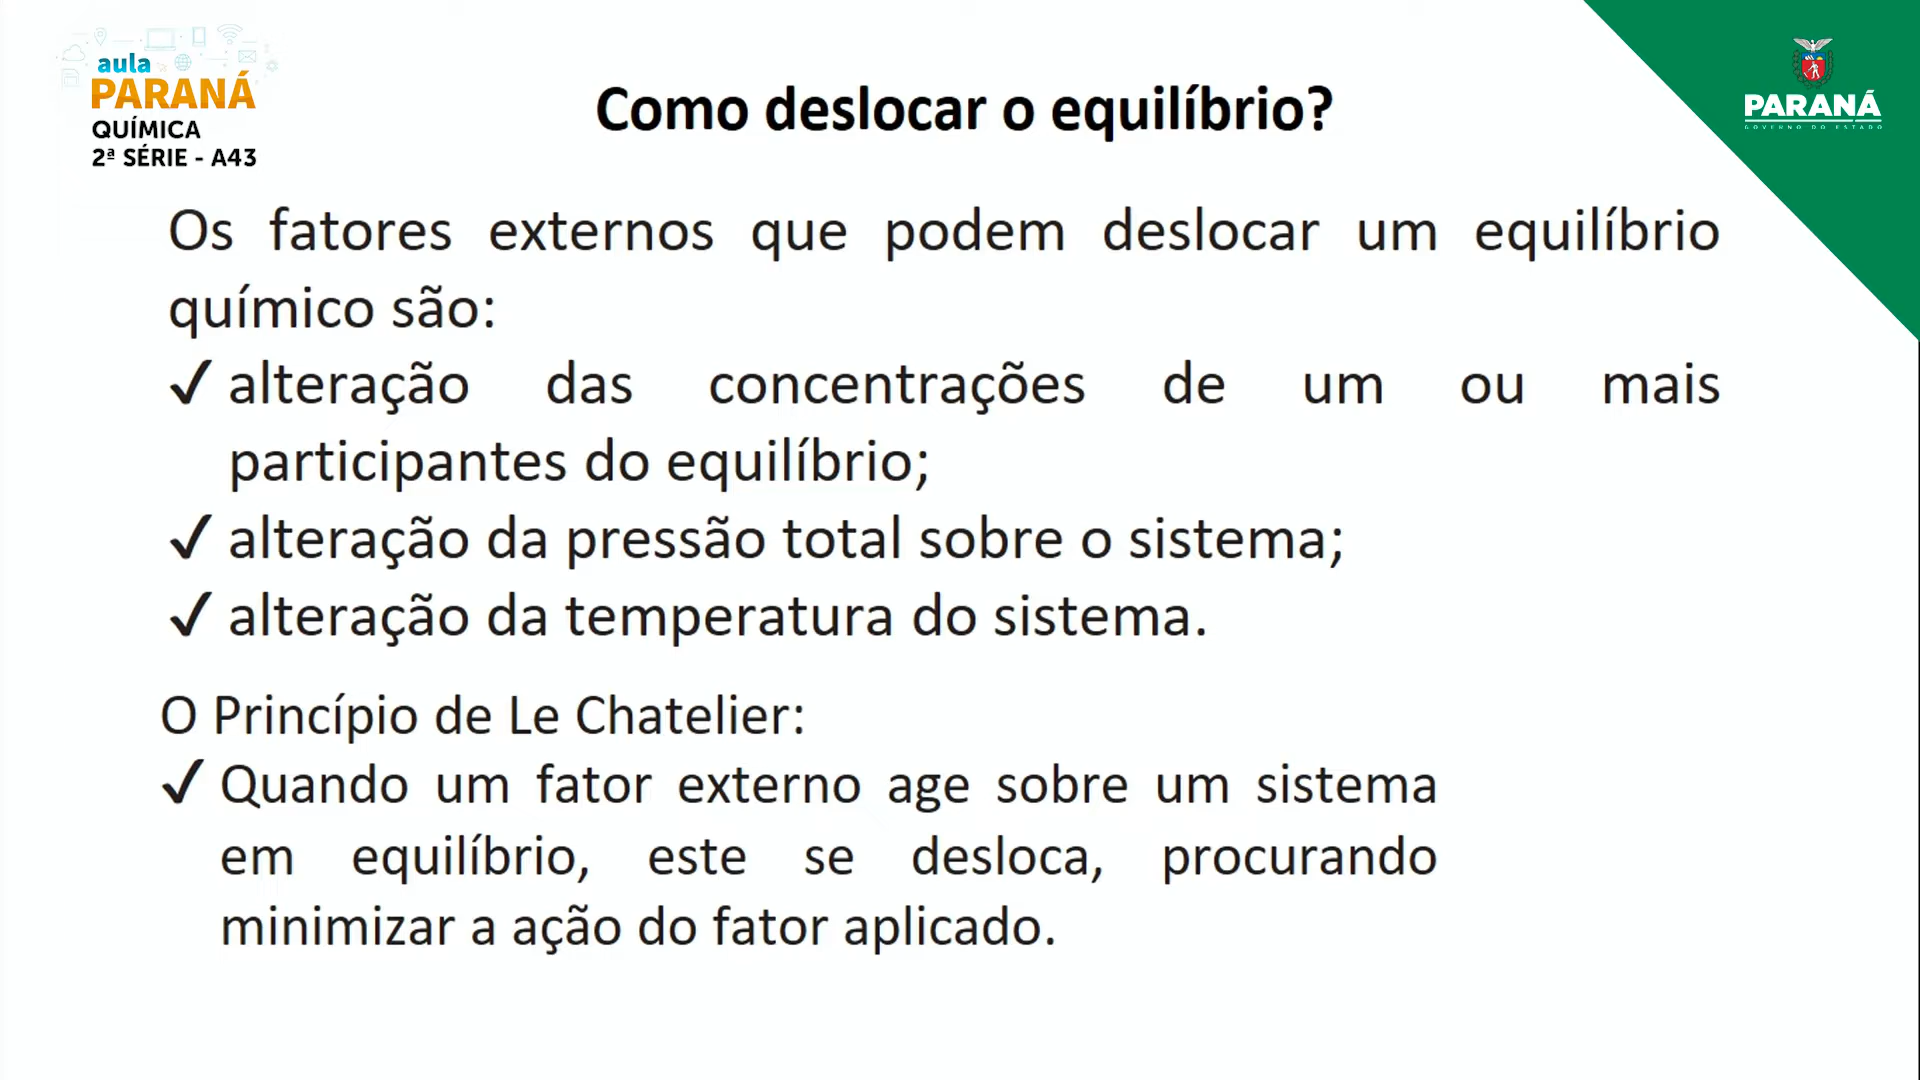 aula
PARANÁ
QUÍMICA
2ª SÉRIE - A43
Como deslocar o equilíbrio?
PARANÁ
GOVERNO DO ESTADO
Os fatores externos que podem deslocar um equilíbrio
químico são:
✓ alteração das concentrações de um ou mais
participantes do equilíbrio;
✓ alteração da pressão total sobre o sistema;
✓ alteração da temperatura do sistema.
O Princípio de Le Chatelier:
✓ Quando um fator externo age sobre um sistema
em equilíbrio, este se desloca, procurando
minimizar a ação do fator aplicado.